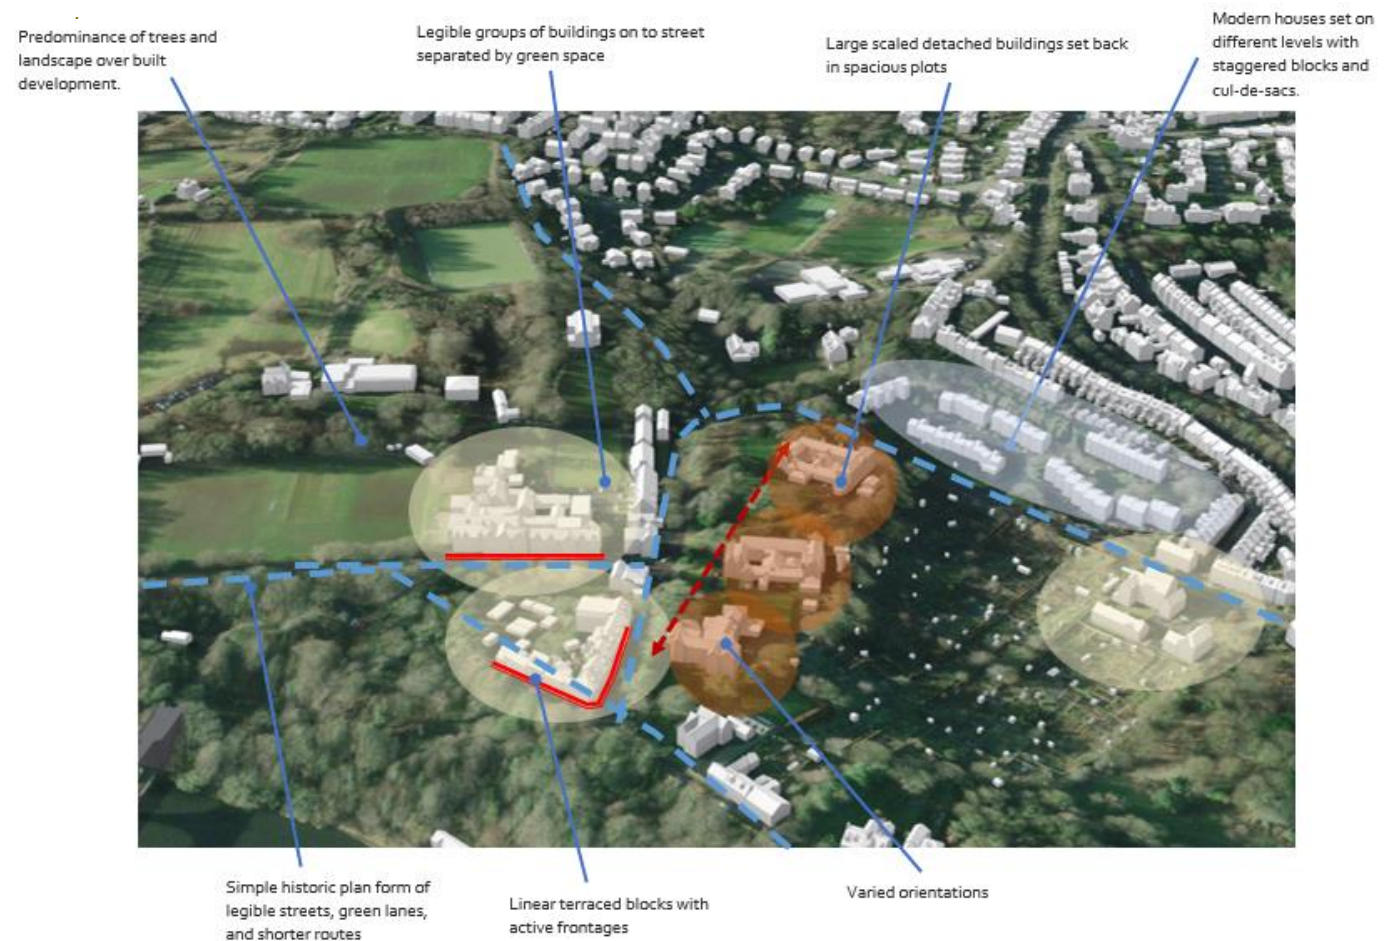 Predominance of trees and
landscape over built
development.
Legible groups of buildings on to street
separated by green space
Large scaled detached buildings set back
in spacious plots
Modern houses set on
different levels with
staggered blocks and
cul-de-sacs.
Simple historic plan form of
legible streets, green lanes,
and shorter routes
Linear terraced blocks with
active frontages
Varied orientations